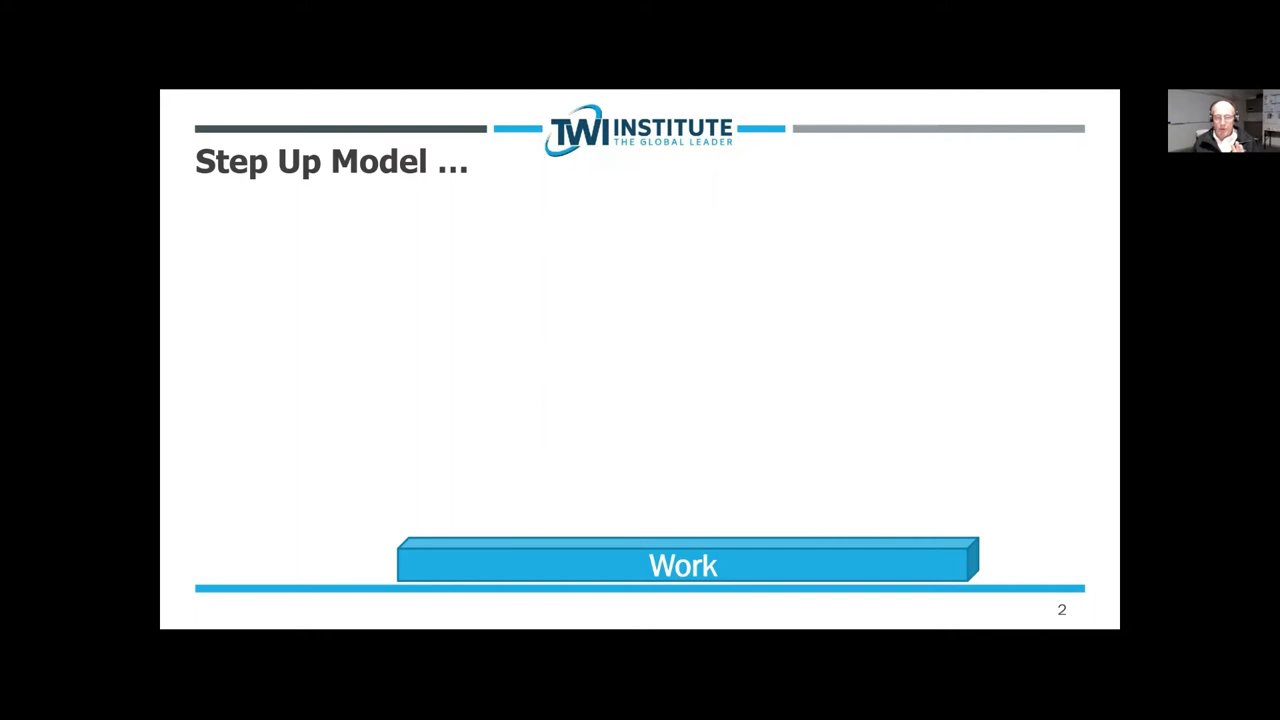 TWI INSTITUTE
THE GLOBAL LEADER
Step Up Model ...
Work
2